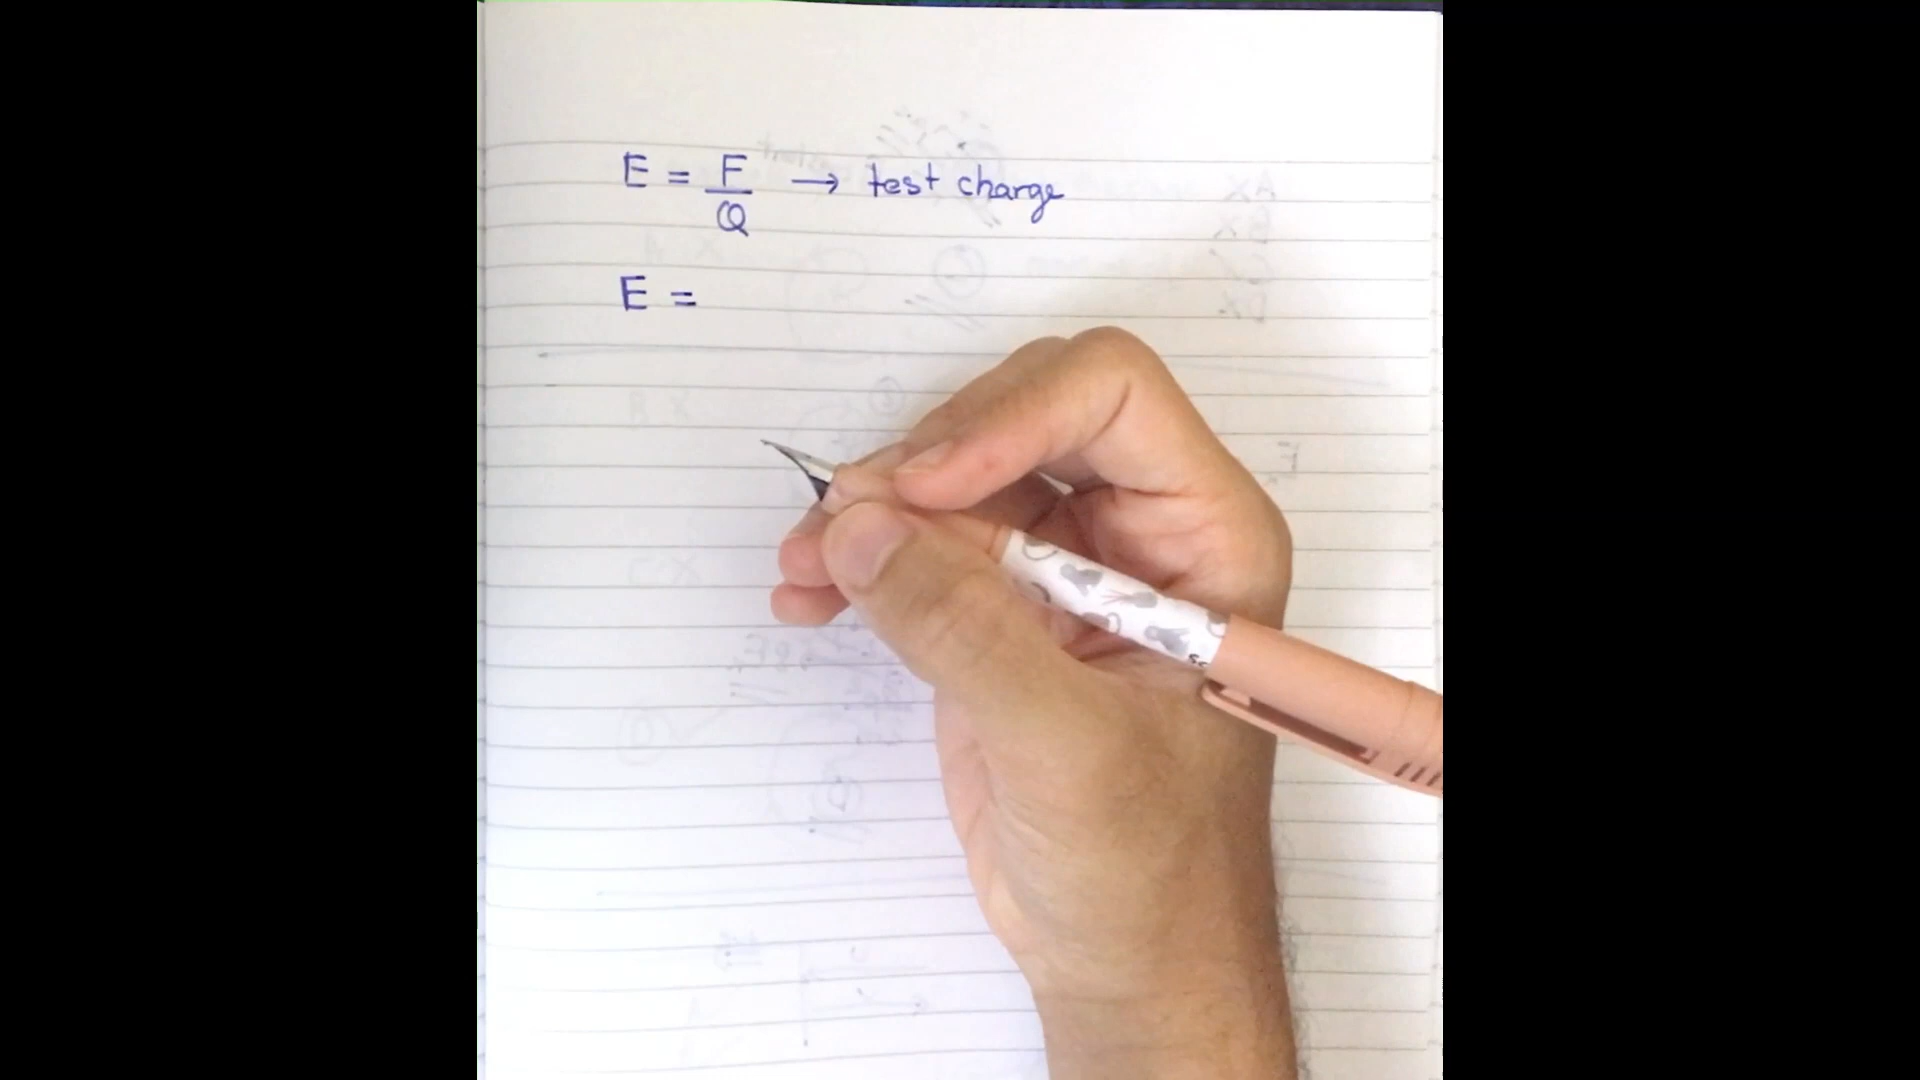 E = F/Q → test charge
E =